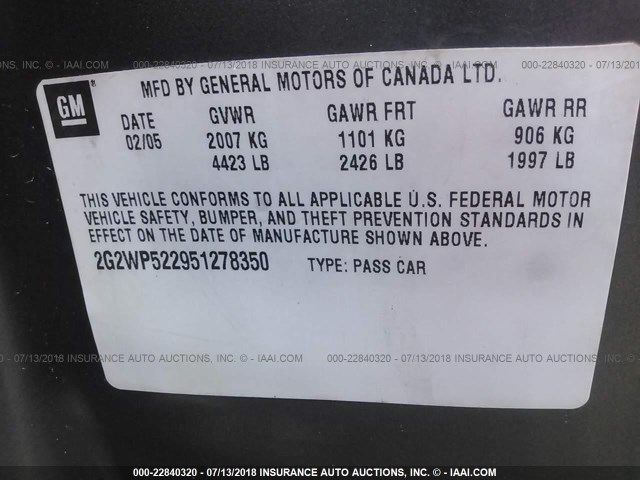 © - IAAI.COM 000-22840320 - 07/13/2018 INSURANCE AUTO AUCTIONS, INC. - © - IAAI.COM 000-22840320 - 07/13/2018 INSURANCE AUTO AUC
GM
MFD BY GENERAL MOTORS OF CANADA LTD.
DATE GVWR GAWR FRT GAWR RR
02/05 2007 KG 1101 KG 906 KG
4423 LB 2426 LB 1997 LB
THIS VEHICLE CONFORMS TO ALL APPLICABLE U.S. FEDERAL MOTOR
VEHICLE SAFETY, BUMPER, AND THEFT PREVENTION STANDARDS IN
EFFECT ON THE DATE OF MANUFACTURE SHOWN ABOVE.
2G2WP522951278350 TYPE: PASS CAR
000-22840320 - 07/13/2018 INSURANCE AUTO AUCTIONS, INC. - © - IAAI.COM 000-22840320 - 07/13/2018 INSURANCE AUTO AUCTIONS, INC. -
000-22840320 - 07/13/2018 INSURANCE AUTO AUCTIONS, INC. - © - IAAI.COM